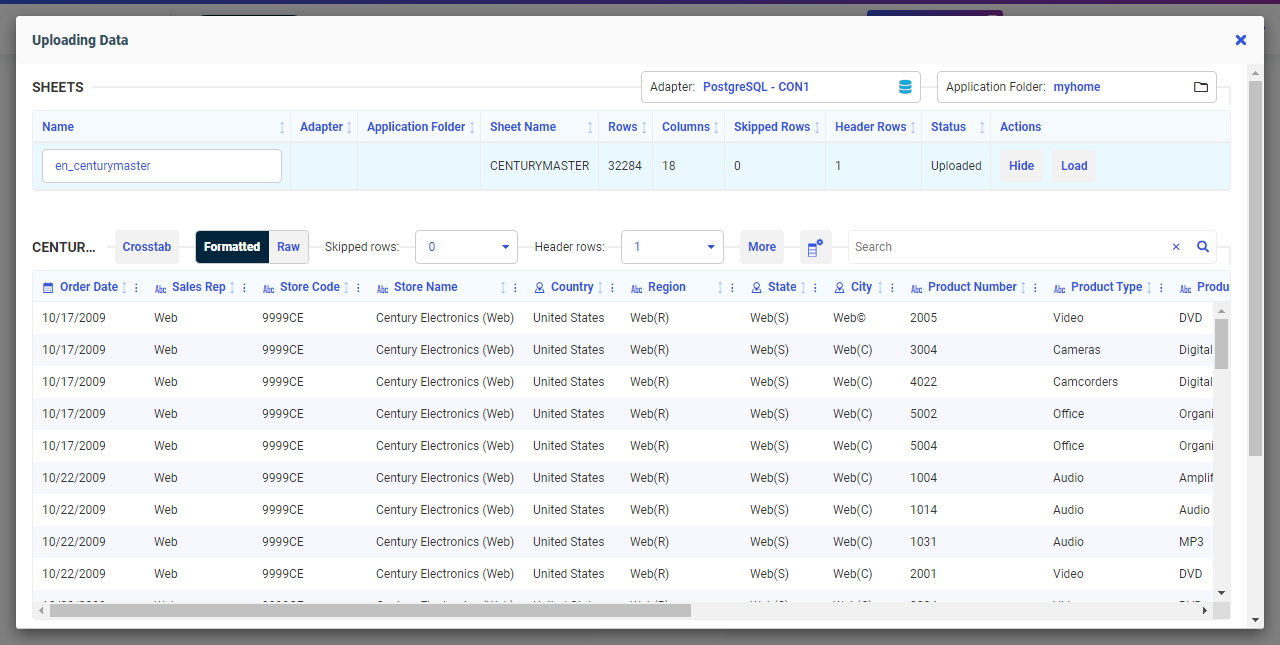 Uploading Data
SHEETS Adapter: PostgreSQL - CON1 Application Folder: myhome
Name Adapter Application Folder Sheet Name Rows Columns Skipped Rows Header Rows Status Actions
en_centurymaster CENTURYMASTER 32284 18 0 1 Uploaded Hide Load
CENTUR... Crosstab Formatted Raw Skipped rows: 0 Header rows: 1 More Search
Order Date Abc Sales Rep Abc Store Code Abc Store Name Country Abc Region State City Abc Product Number Abc Product Type Abc Produ
10/17/2009 Web 9999CE Century Electronics (Web) United States Web(R) Web(S) Web© 2005 Video DVD
10/17/2009 Web 9999CE Century Electronics (Web) United States Web(R) Web(S) Web(C) 3004 Cameras Digital
10/17/2009 Web 9999CE Century Electronics (Web) United States Web(R) Web(S) Web(C) 4022 Camcorders Digital
10/17/2009 Web 9999CE Century Electronics (Web) United States Web(R) Web(S) Web(C) 5002 Office Organi
10/17/2009 Web 9999CE Century Electronics (Web) United States Web(R) Web(S) Web(C) 5004 Office Organi
10/22/2009 Web 9999CE Century Electronics (Web) United States Web(R) Web(S) Web(C) 1004 Audio Amplif
10/22/2009 Web 9999CE Century Electronics (Web) United States Web(R) Web(S) Web(C) 1014 Audio Audio
10/22/2009 Web 9999CE Century Electronics (Web) United States Web(R) Web(S) Web(C) 1031 Audio MP3
10/22/2009 Web 9999CE Century Electronics (Web) United States Web(R) Web(S) Web(C) 2001 Video DVD